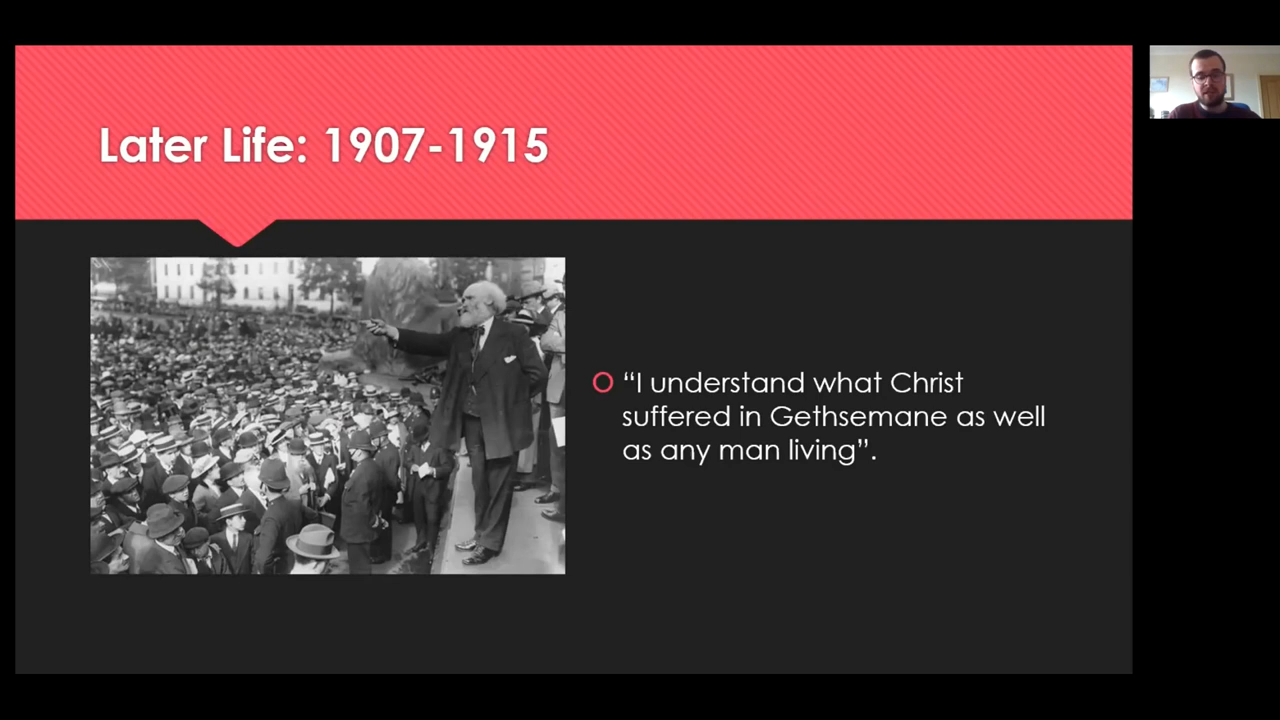 Later Life: 1907-1915
“I understand what Christ
suffered in Gethsemane as well
as any man living”.